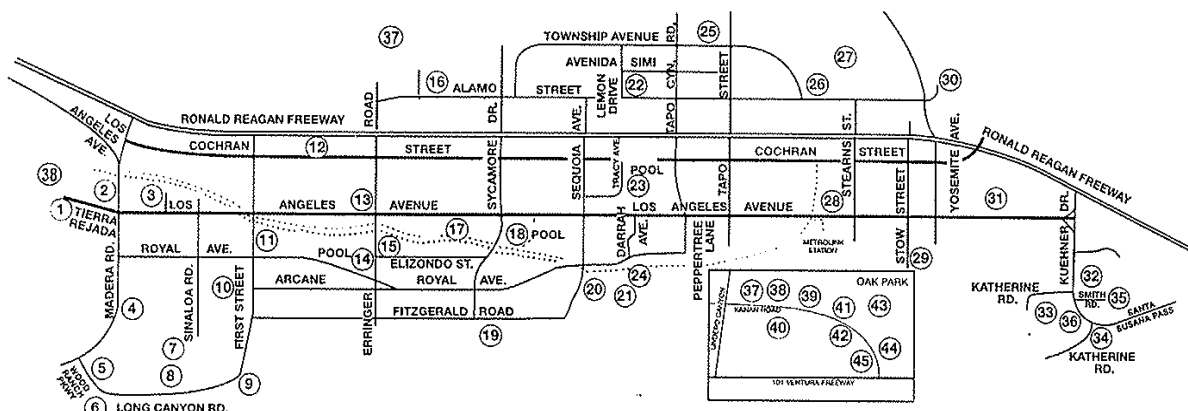 37
TOWNSHIP AVENUE
RD.
25
27
AVENIDA SIMI
16
ALAMO STREET
LEMON DRIVE
22
CYN.
STREET
26
30
LOS ANGELES AVE.
RONALD REAGAN FREEWAY
ROAD
DR.
AVE.
TAPO
ST.
AVE.
RONALD REAGAN FREEWAY
COCHRAN STREET COCHRAN STREET
12
SYCAMORE
SEQUOIA
TRACY AVE.
POOL
23
TAPO
STEARNS
STREET
YOSEMITE
38
2
3
13
28
31
DR.
1
TIERRA REJADA
LOS ANGELES AVENUE LOS ANGELES AVENUE
11
17
18
POOL
DARRAH AVE.
METROLINK STATION
ROYAL AVE.
POOL
14
15
ELIZONDO ST.
PEPPERTREE LANE
STOW
29
KUEHNER
MADERA RD.
SINALOA RD.
10
FIRST STREET
ARCANE ROYAL AVE.
20
21
24
32
KATHERINE RD.
SMITH RD.
35
4
ERRINGER
FITZGERALD ROAD
19
33
36
SANTA SUSANA PASS
34
KATHERINE RD.
7
5
8
9
WOOD RANCH PKWY
6
LONG CANYON RD.
OAK PARK
LINDERO CANYON
37
38
39
41
43
KANAN ROAD
40
42
44
45
101 VENTURA FREEWAY